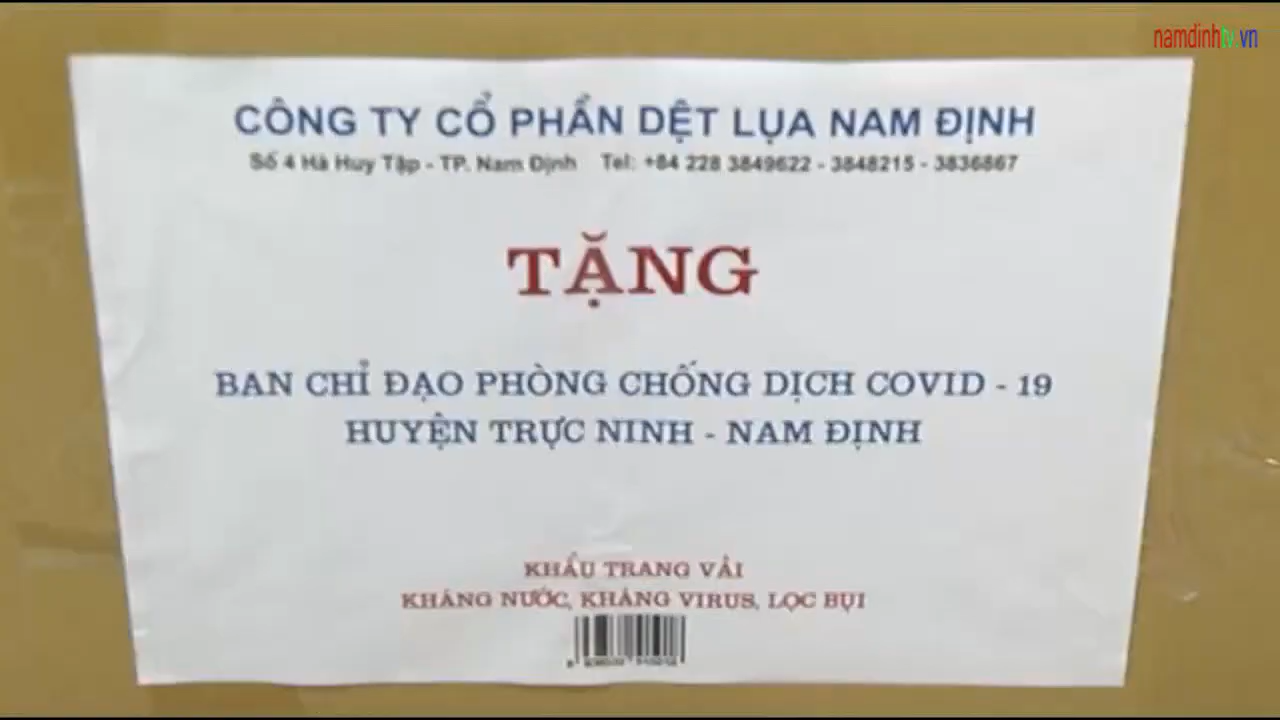 namdinhtv.vn
CÔNG TY CỔ PHẦN DỆT LỤA NAM ĐỊNH
Số 4 Hà Huy Tập - TP. Nam Định Tel: +84 228 3849622 - 3848215 - 3836867
TẶNG
BAN CHỈ ĐẠO PHÒNG CHỐNG DỊCH COVID - 19
HUYỆN TRỰC NINH - NAM ĐỊNH
KHẨU TRANG VẢI
KHÁNG NƯỚC, KHÁNG VIRUS, LỌC BỤI